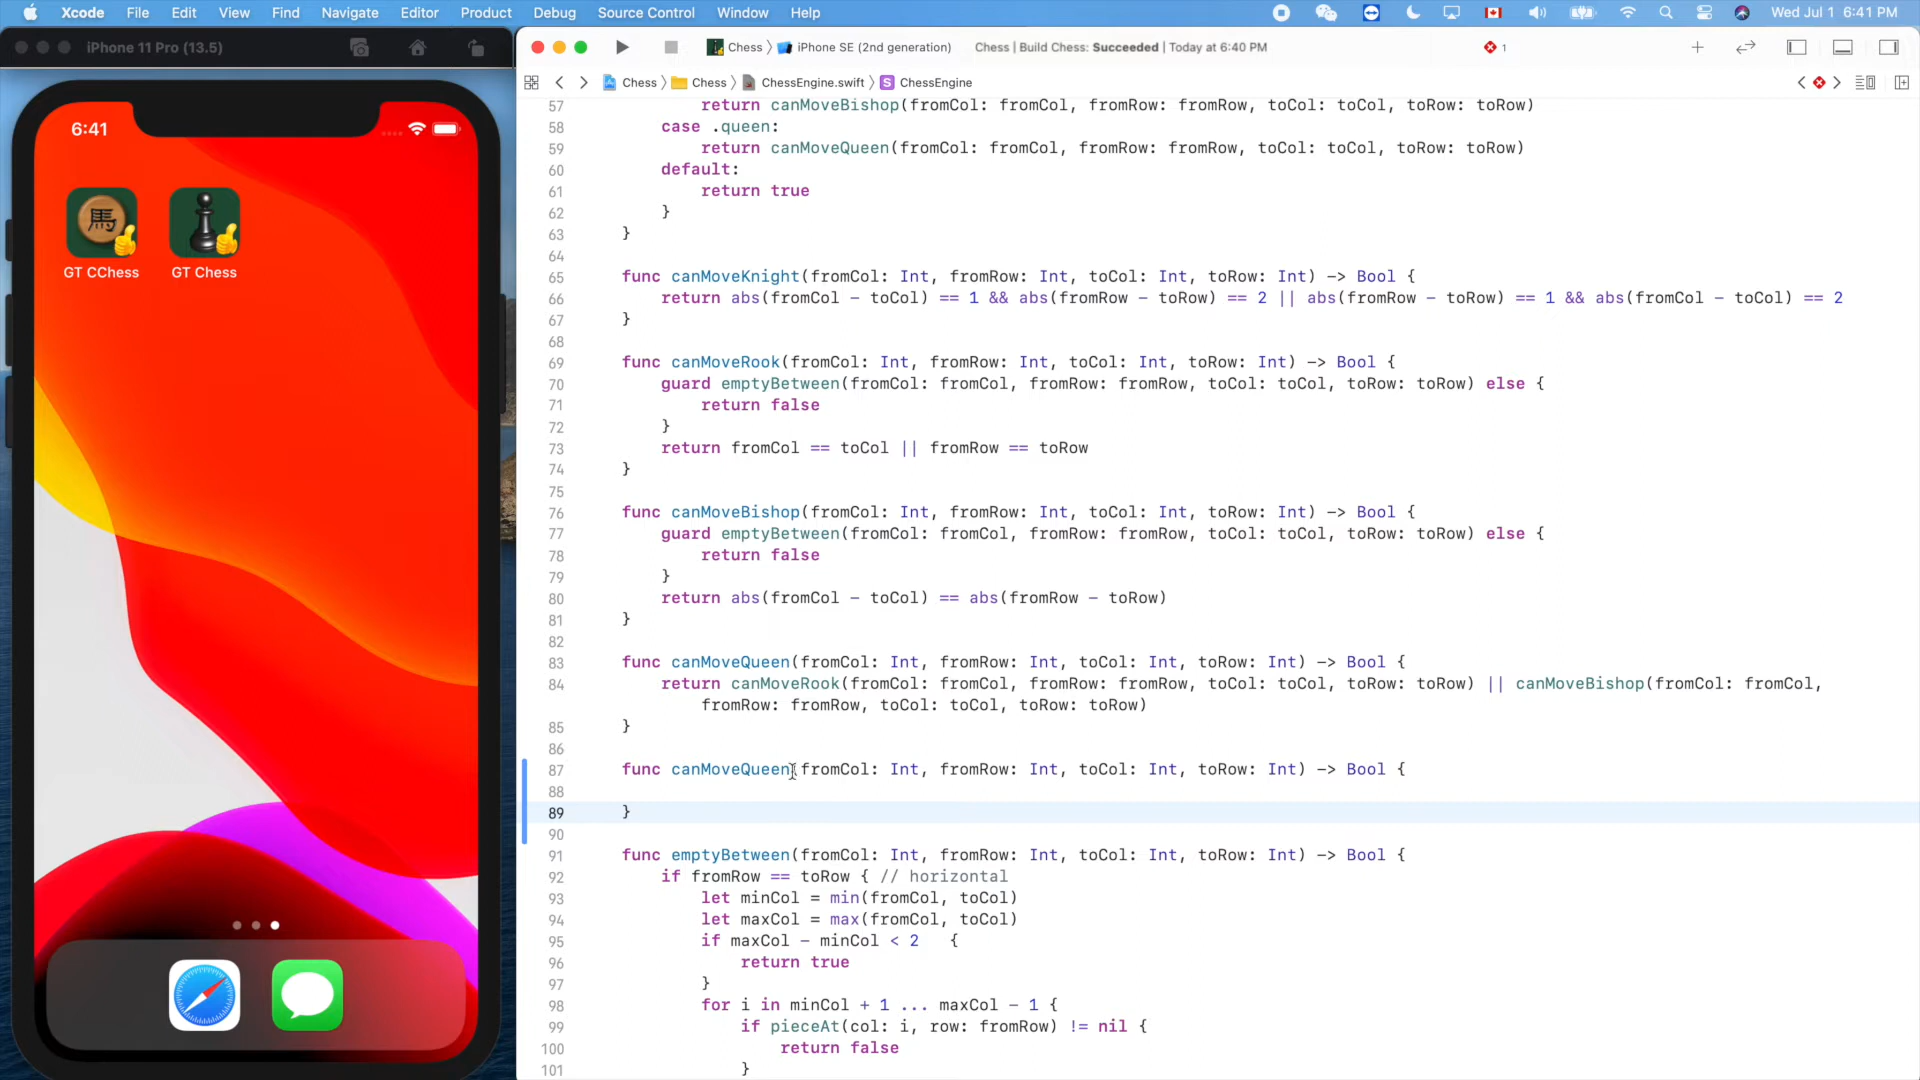 Xcode File Edit View Find Navigate Editor Product Debug Source Control Window Help Wed Jul 1 6:41 PM
iPhone 11 Pro (13.5)
6:41
馬
GT CChess GT Chess
Chess iPhone SE (2nd generation) Chess | Build Chess: Succeeded | Today at 6:40 PM 1
Chess Chess ChessEngine.swift S ChessEngine
57 return canMoveBishop(fromCol: fromCol, fromRow: fromRow, toCol: toCol, toRow: toRow)
58 case .queen:
59 return canMoveQueen(fromCol: fromCol, fromRow: fromRow, toCol: toCol, toRow: toRow)
60 default:
61 return true
62 }
63 }
64
65 func canMoveKnight(fromCol: Int, fromRow: Int, toCol: Int, toRow: Int) -> Bool {
66 return abs(fromCol - toCol) == 1 && abs(fromRow - toRow) == 2 || abs(fromRow - toRow) == 1 && abs(fromCol - toCol) == 2
67 }
68
69 func canMoveRook(fromCol: Int, fromRow: Int, toCol: Int, toRow: Int) -> Bool {
70 guard emptyBetween(fromCol: fromCol, fromRow: fromRow, toCol: toCol, toRow: toRow) else {
71 return false
72 }
73 return fromCol == toCol || fromRow == toRow
74 }
75
76 func canMoveBishop(fromCol: Int, fromRow: Int, toCol: Int, toRow: Int) -> Bool {
77 guard emptyBetween(fromCol: fromCol, fromRow: fromRow, toCol: toCol, toRow: toRow) else {
78 return false
79 }
80 return abs(fromCol - toCol) == abs(fromRow - toRow)
81 }
82
83 func canMoveQueen(fromCol: Int, fromRow: Int, toCol: Int, toRow: Int) -> Bool {
84 return canMoveRook(fromCol: fromCol, fromRow: fromRow, toCol: toCol, toRow: toRow) || canMoveBishop(fromCol: fromCol,
fromRow: fromRow, toCol: toCol, toRow: toRow)
85 }
86
87 func canMoveQueen(fromCol: Int, fromRow: Int, toCol: Int, toRow: Int) -> Bool {
88
89 }
90
91 func emptyBetween(fromCol: Int, fromRow: Int, toCol: Int, toRow: Int) -> Bool {
92 if fromRow == toRow { // horizontal
93 let minCol = min(fromCol, toCol)
94 let maxCol = max(fromCol, toCol)
95 if maxCol - minCol < 2 {
96 return true
97 }
98 for i in minCol + 1 ... maxCol - 1 {
99 if pieceAt(col: i, row: fromRow) != nil {
100 return false
101 }